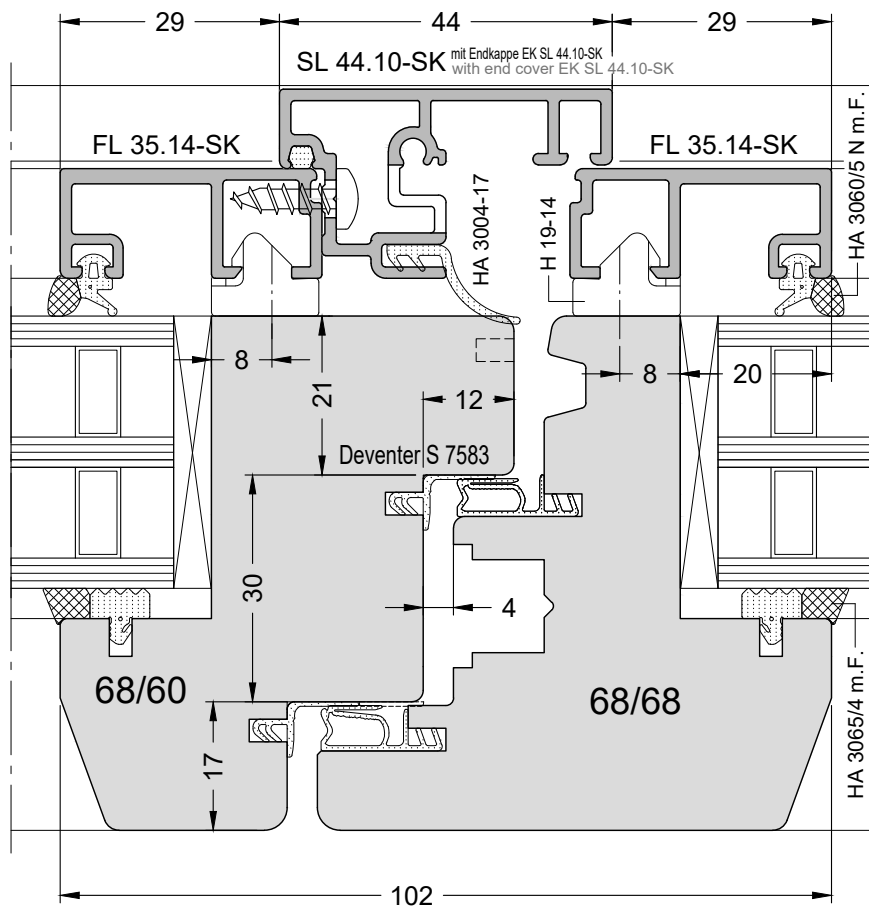 29
44
29
SL 44.10-SK
mit Endkappe EK SL 44.10-SK
with end cover EK SL 44.10-SK
FL 35.14-SK
FL 35.14-SK
HA 3060/5 N m.F.
HA 3004-17
H 19-14
8
21
12
8
20
Deventer S 7583
30
4
68/60
68/68
17
HA 3065/4 m.F.
102